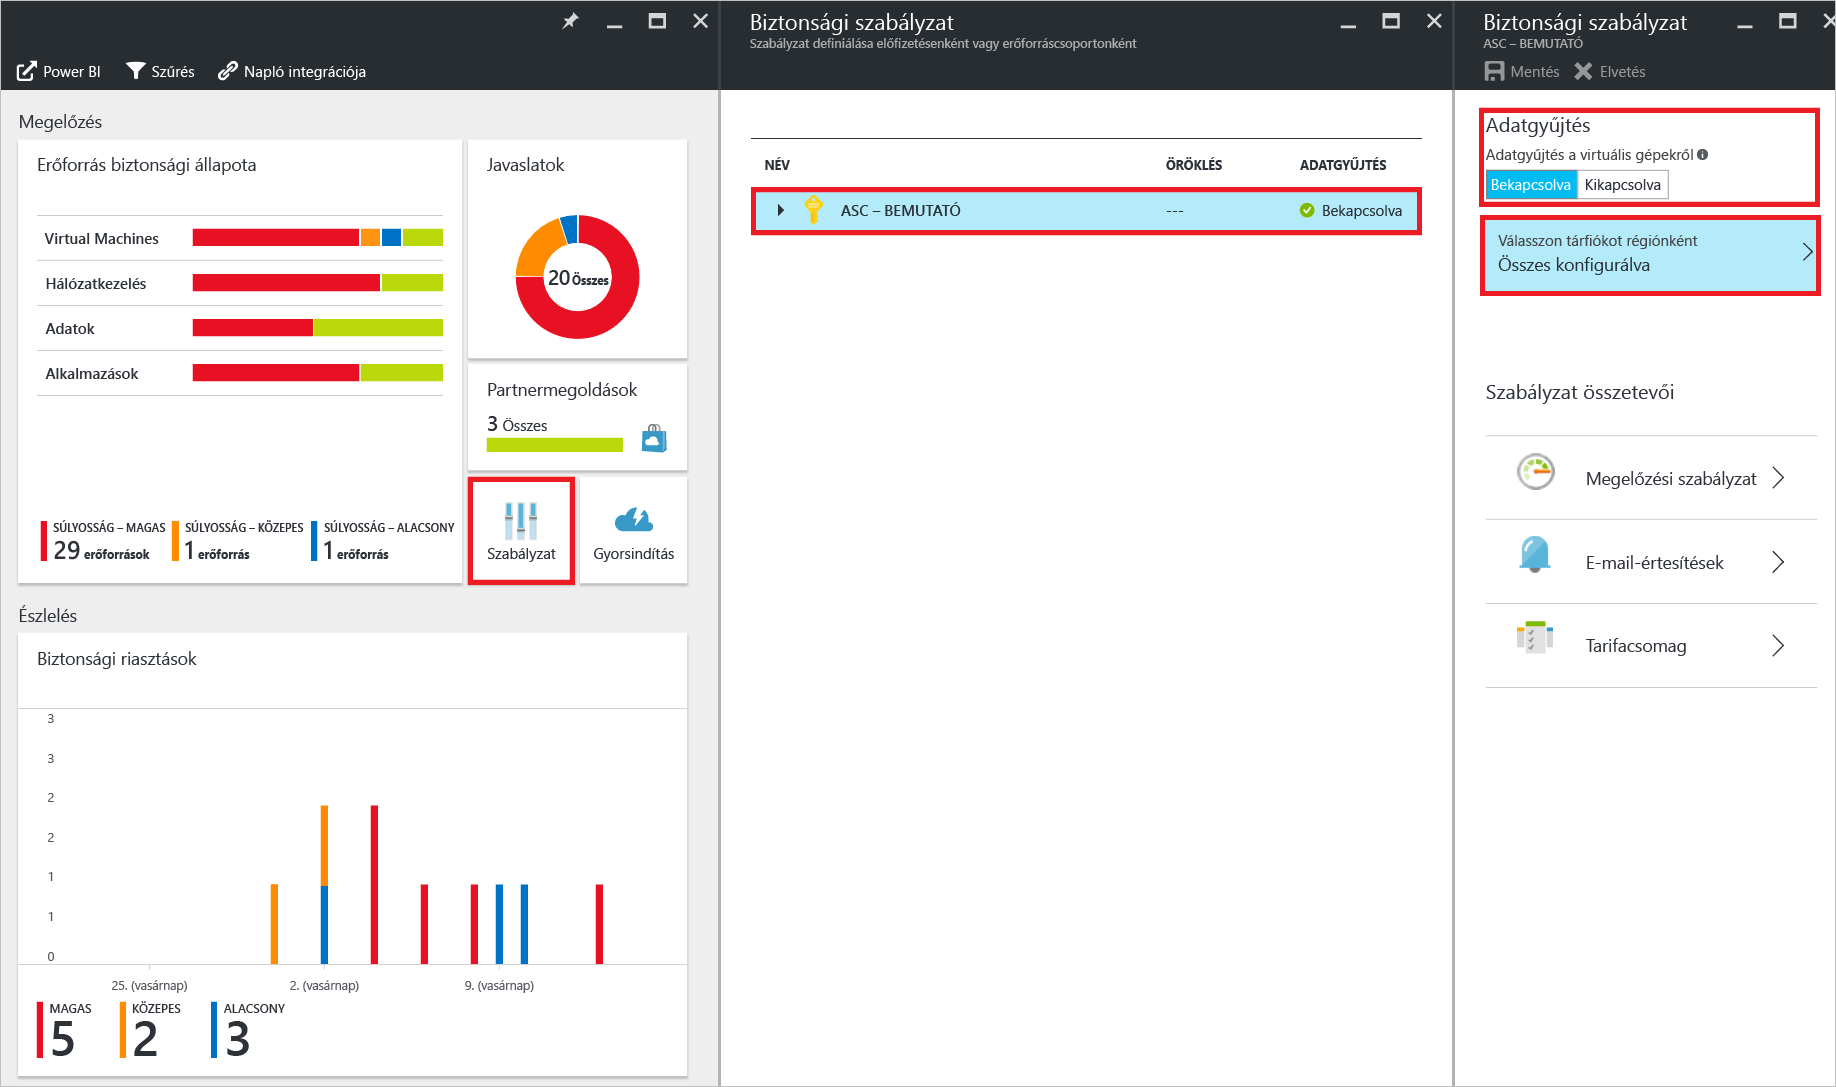 Power BI
Szűrés
Napló integrációja
Megelőzés
Erőforrás biztonsági állapota
Virtual Machines
Hálózatkezelés
Adatok
Alkalmazások
SÚLYOSSÁG – MAGAS
29 erőforrások
SÚLYOSSÁG – KÖZEPES
1 erőforrás
SÚLYOSSÁG – ALACSONY
1 erőforrás
Javaslatok
20 Összes
Partnermegoldások
3 Összes
Szabályzat
Gyorsindítás
Észlelés
Biztonsági riasztások
3
3
2
2
1
1
0
25. (vasárnap)
2. (vasárnap)
9. (vasárnap)
MAGAS
5
KÖZEPES
2
ALACSONY
3
Biztonsági szabályzat
Szabályzat definiálása előfizetésenként vagy erőforráscsoportonként
NÉV ÖRÖKLÉS ADATGYŰJTÉS
ASC – BEMUTATÓ --- Bekapcsolva
Biztonsági szabályzat
ASC – BEMUTATÓ
Mentés
Elvetés
Adatgyűjtés
Adatgyűjtés a virtuális gépekről
Bekapcsolva Kikapcsolva
Válasszon tárfiókot régiónként
Összes konfigurálva
Szabályzat összetevői
Megelőzési szabályzat
E-mail-értesítések
Tarifacsomag